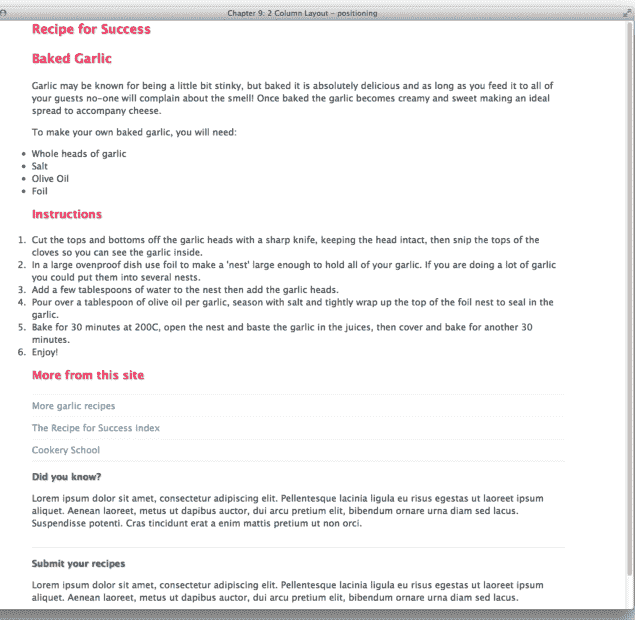 Chapter 9: 2 Column Layout - positioning
Recipe for Success
Baked Garlic
Garlic may be known for being a little bit stinky, but baked it is absolutely delicious and as long as you feed it to all of
your guests no-one will complain about the smell! Once baked the garlic becomes creamy and sweet making an ideal
spread to accompany cheese.
To make your own baked garlic, you will need:
• Whole heads of garlic
• Salt
• Olive Oil
• Foil
Instructions
1. Cut the tops and bottoms off the garlic heads with a sharp knife, keeping the head intact, then snip the tops of the
cloves so you can see the garlic inside.
2. In a large ovenproof dish use foil to make a 'nest' large enough to hold all of your garlic. If you are doing a lot of garlic
you could put them into several nests.
3. Add a few tablespoons of water to the nest then add the garlic heads.
4. Pour over a tablespoon of olive oil per garlic, season with salt and tightly wrap up the top of the foil nest to seal in the
garlic.
5. Bake for 30 minutes at 200C, open the nest and baste the garlic in the juices, then cover and bake for another 30
minutes.
6. Enjoy!
More from this site
More garlic recipes
The Recipe for Success Index
Cookery School
Did you know?
Lorem ipsum dolor sit amet, consectetur adipiscing elit. Pellentesque lacinia ligula eu risus egestas ut laoreet ipsum
aliquet. Aenean laoreet, metus ut dapibus auctor, dui arcu pretium elit, bibendum ornare urna diam sed lacus.
Suspendisse potenti. Cras tincidunt erat a enim mattis pretium ut non orci.
Submit your recipes
Lorem ipsum dolor sit amet, consectetur adipiscing elit. Pellentesque lacinia ligula eu risus egestas ut laoreet ipsum
aliquet. Aenean laoreet, metus ut dapibus auctor, dui arcu pretium elit, bibendum ornare urna diam sed lacus.